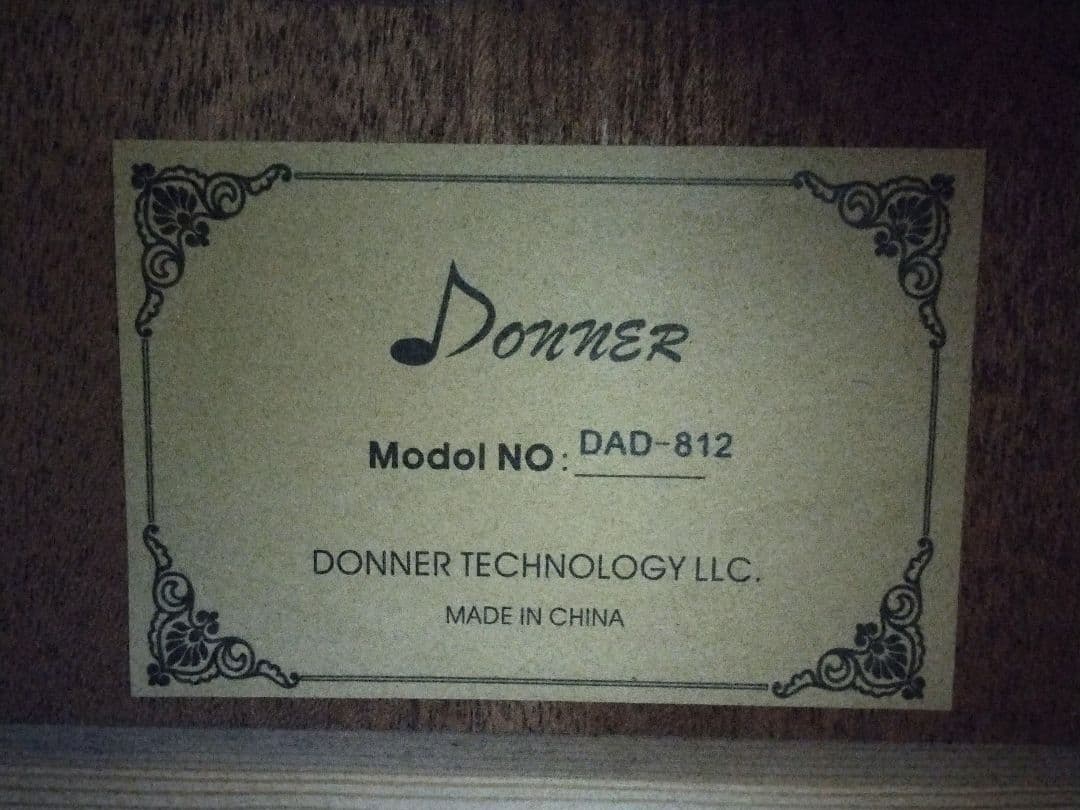 DONNER
Modol NO: DAD-812
DONNER TECHNOLOGY LLC.
MADE IN CHINA